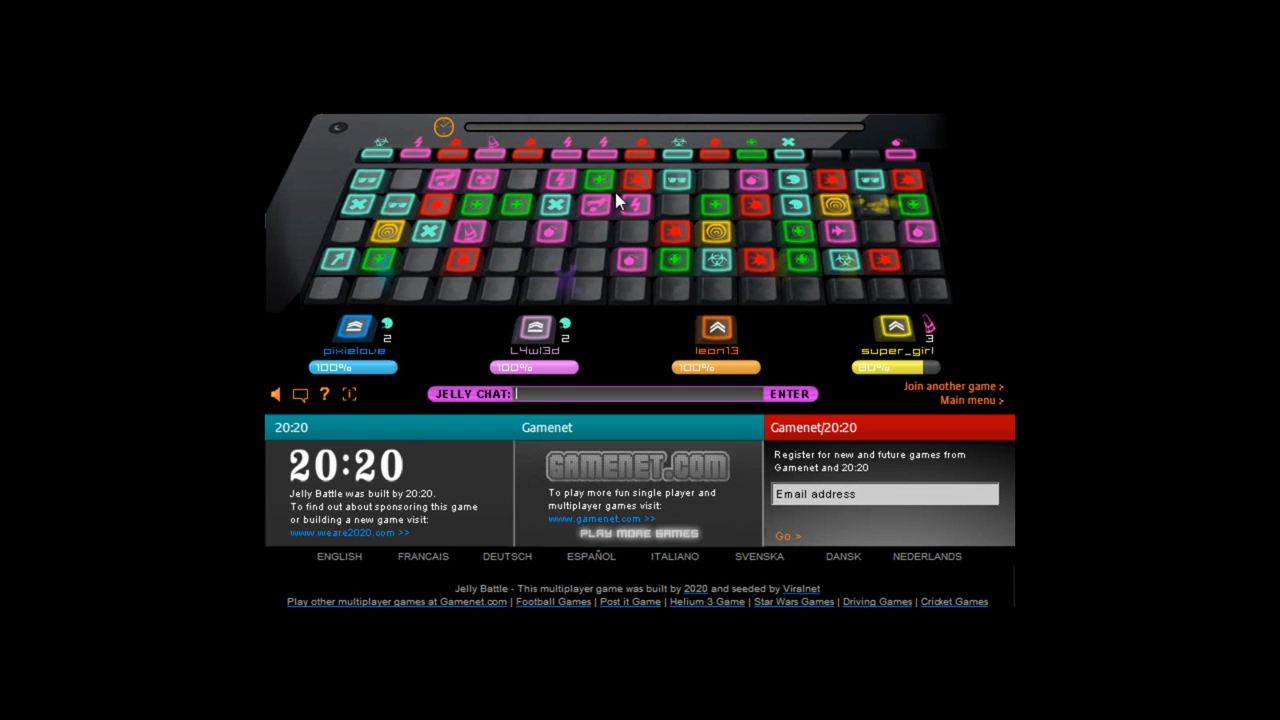 pixielove
2
L4w13d
2
leon13
super_girl
3
100%
100%
100%
80%
JELLY CHAT:
ENTER
Join another game >
Main menu >
?
20:20
Gamenet
Gamenet/20:20
20:20
Jelly Battle was built by 20:20.
To find out about sponsoring this game
or building a new game visit:
www.weare2020.com >>
GAMENET.COM
To play more fun single player and
multiplayer games visit:
www.gamenet.com >>
PLAY MORE GAMES
Register for new and future games from
Gamenet and 20:20
Email address
Go >
ENGLISH FRANCAIS DEUTSCH ESPAÑOL ITALIANO SVENSKA DANSK NEDERLANDS
Jelly Battle - This multiplayer game was built by 2020 and seeded by Viralnet
Play other multiplayer games at Gamenet.com | Football Games | Post it Game | Helium 3 Game | Star Wars Games | Driving Games | Cricket Games